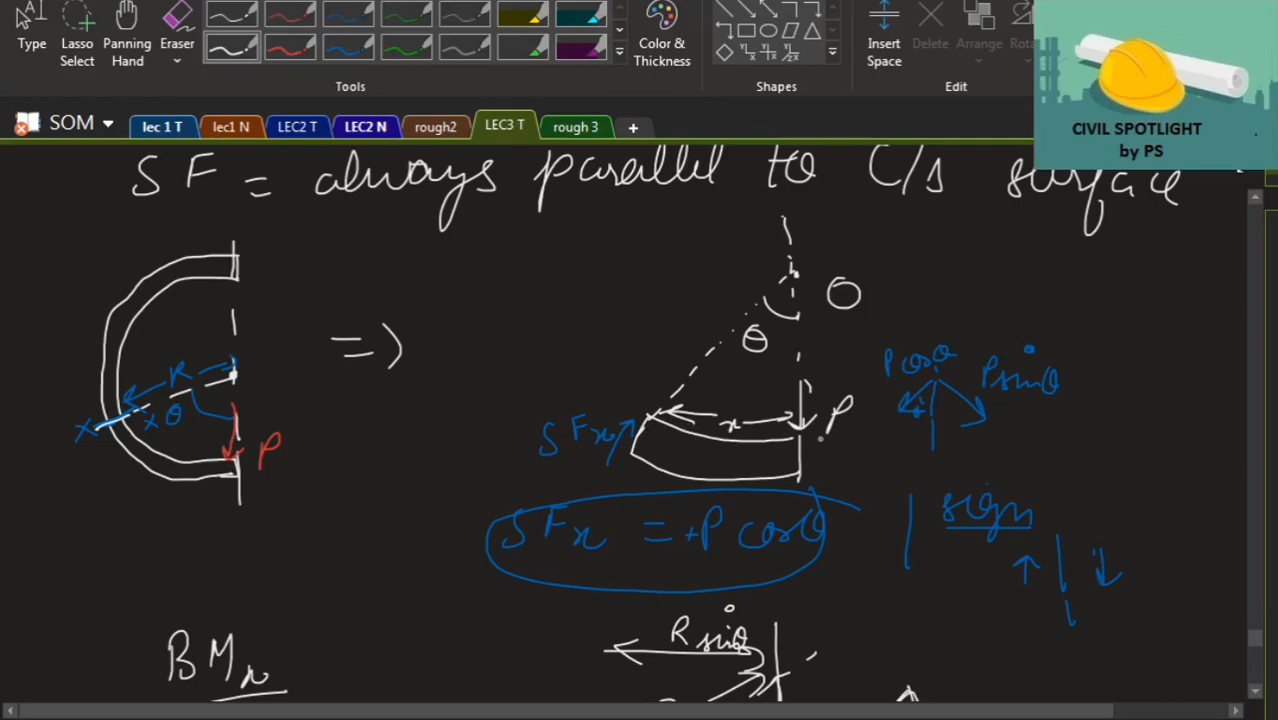 Type
Lasso Select
Panning Hand
Eraser
Color & Thickness
Insert Space
Delete
Arrange
Tools
Shapes
Edit
CIVIL SPOTLIGHT
by PS
SOM
lec 1 T
lec1 N
LEC2 T
LEC2 N
rough2
LEC3 T
rough 3
SF = always parallel to C/s surface
=>
R
θ
x
x
P
θ
θ
x
P
SFx
P cosθ
P sinθ
SFx = +P cosθ
sign
BMx
R sinθ